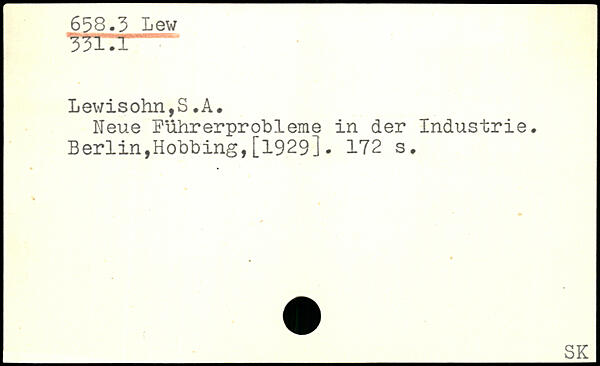 658.3 Lew
331.1
Lewisohn,S.A.
Neue Führerprobleme in der Industrie.
Berlin,Hobbing,[1929]. 172 s.
SK